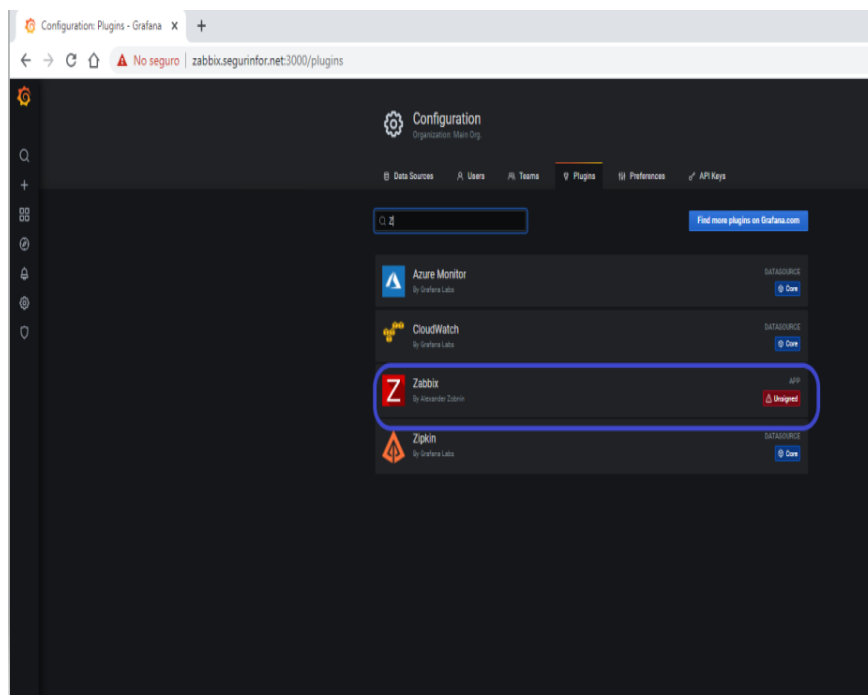 Configuration: Plugins - Grafana
No seguro zabbix.segurinfor.net:3000/plugins
Configuration
Organization: Main Org.
Data Sources Users Teams Plugins Preferences API Keys
Z
Find more plugins on Grafana.com
Azure Monitor DATASOURCE
By Grafana Labs Core
CloudWatch DATASOURCE
By Grafana Labs Core
Z Zabbix APP
By Alexander Zobnin Unsigned
Zipkin DATASOURCE
By Grafana Labs Core